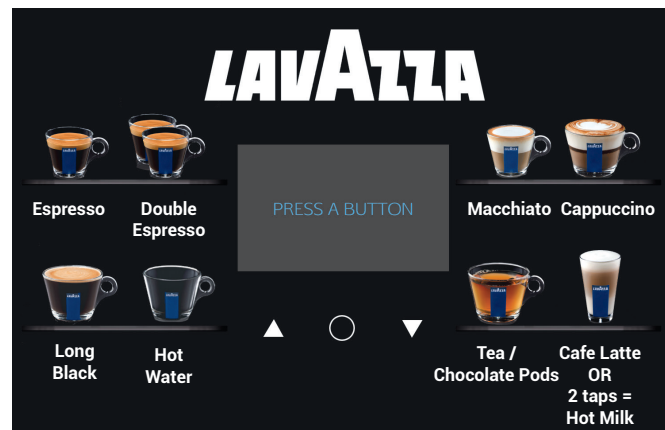 LAVAZZA
Espresso
Double
Espresso
PRESS A BUTTON
Macchiato
Cappuccino
Long
Black
Hot
Water
Tea /
Chocolate Pods
Cafe Latte
OR
2 taps =
Hot Milk